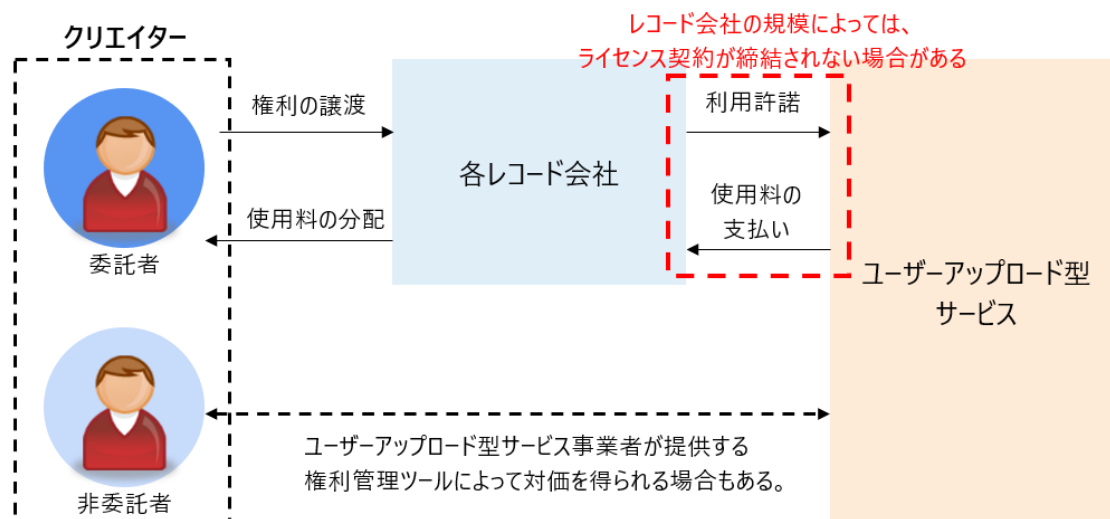 クリエイター
レコード会社の規模によっては、
ライセンス契約が締結されない場合がある
権利の譲渡
利用許諾
各レコード会社
使用料の
支払い
使用料の分配
委託者
ユーザーアップロード型
サービス
ユーザーアップロード型サービス事業者が提供する
権利管理ツールによって対価を得られる場合もある。
非委託者